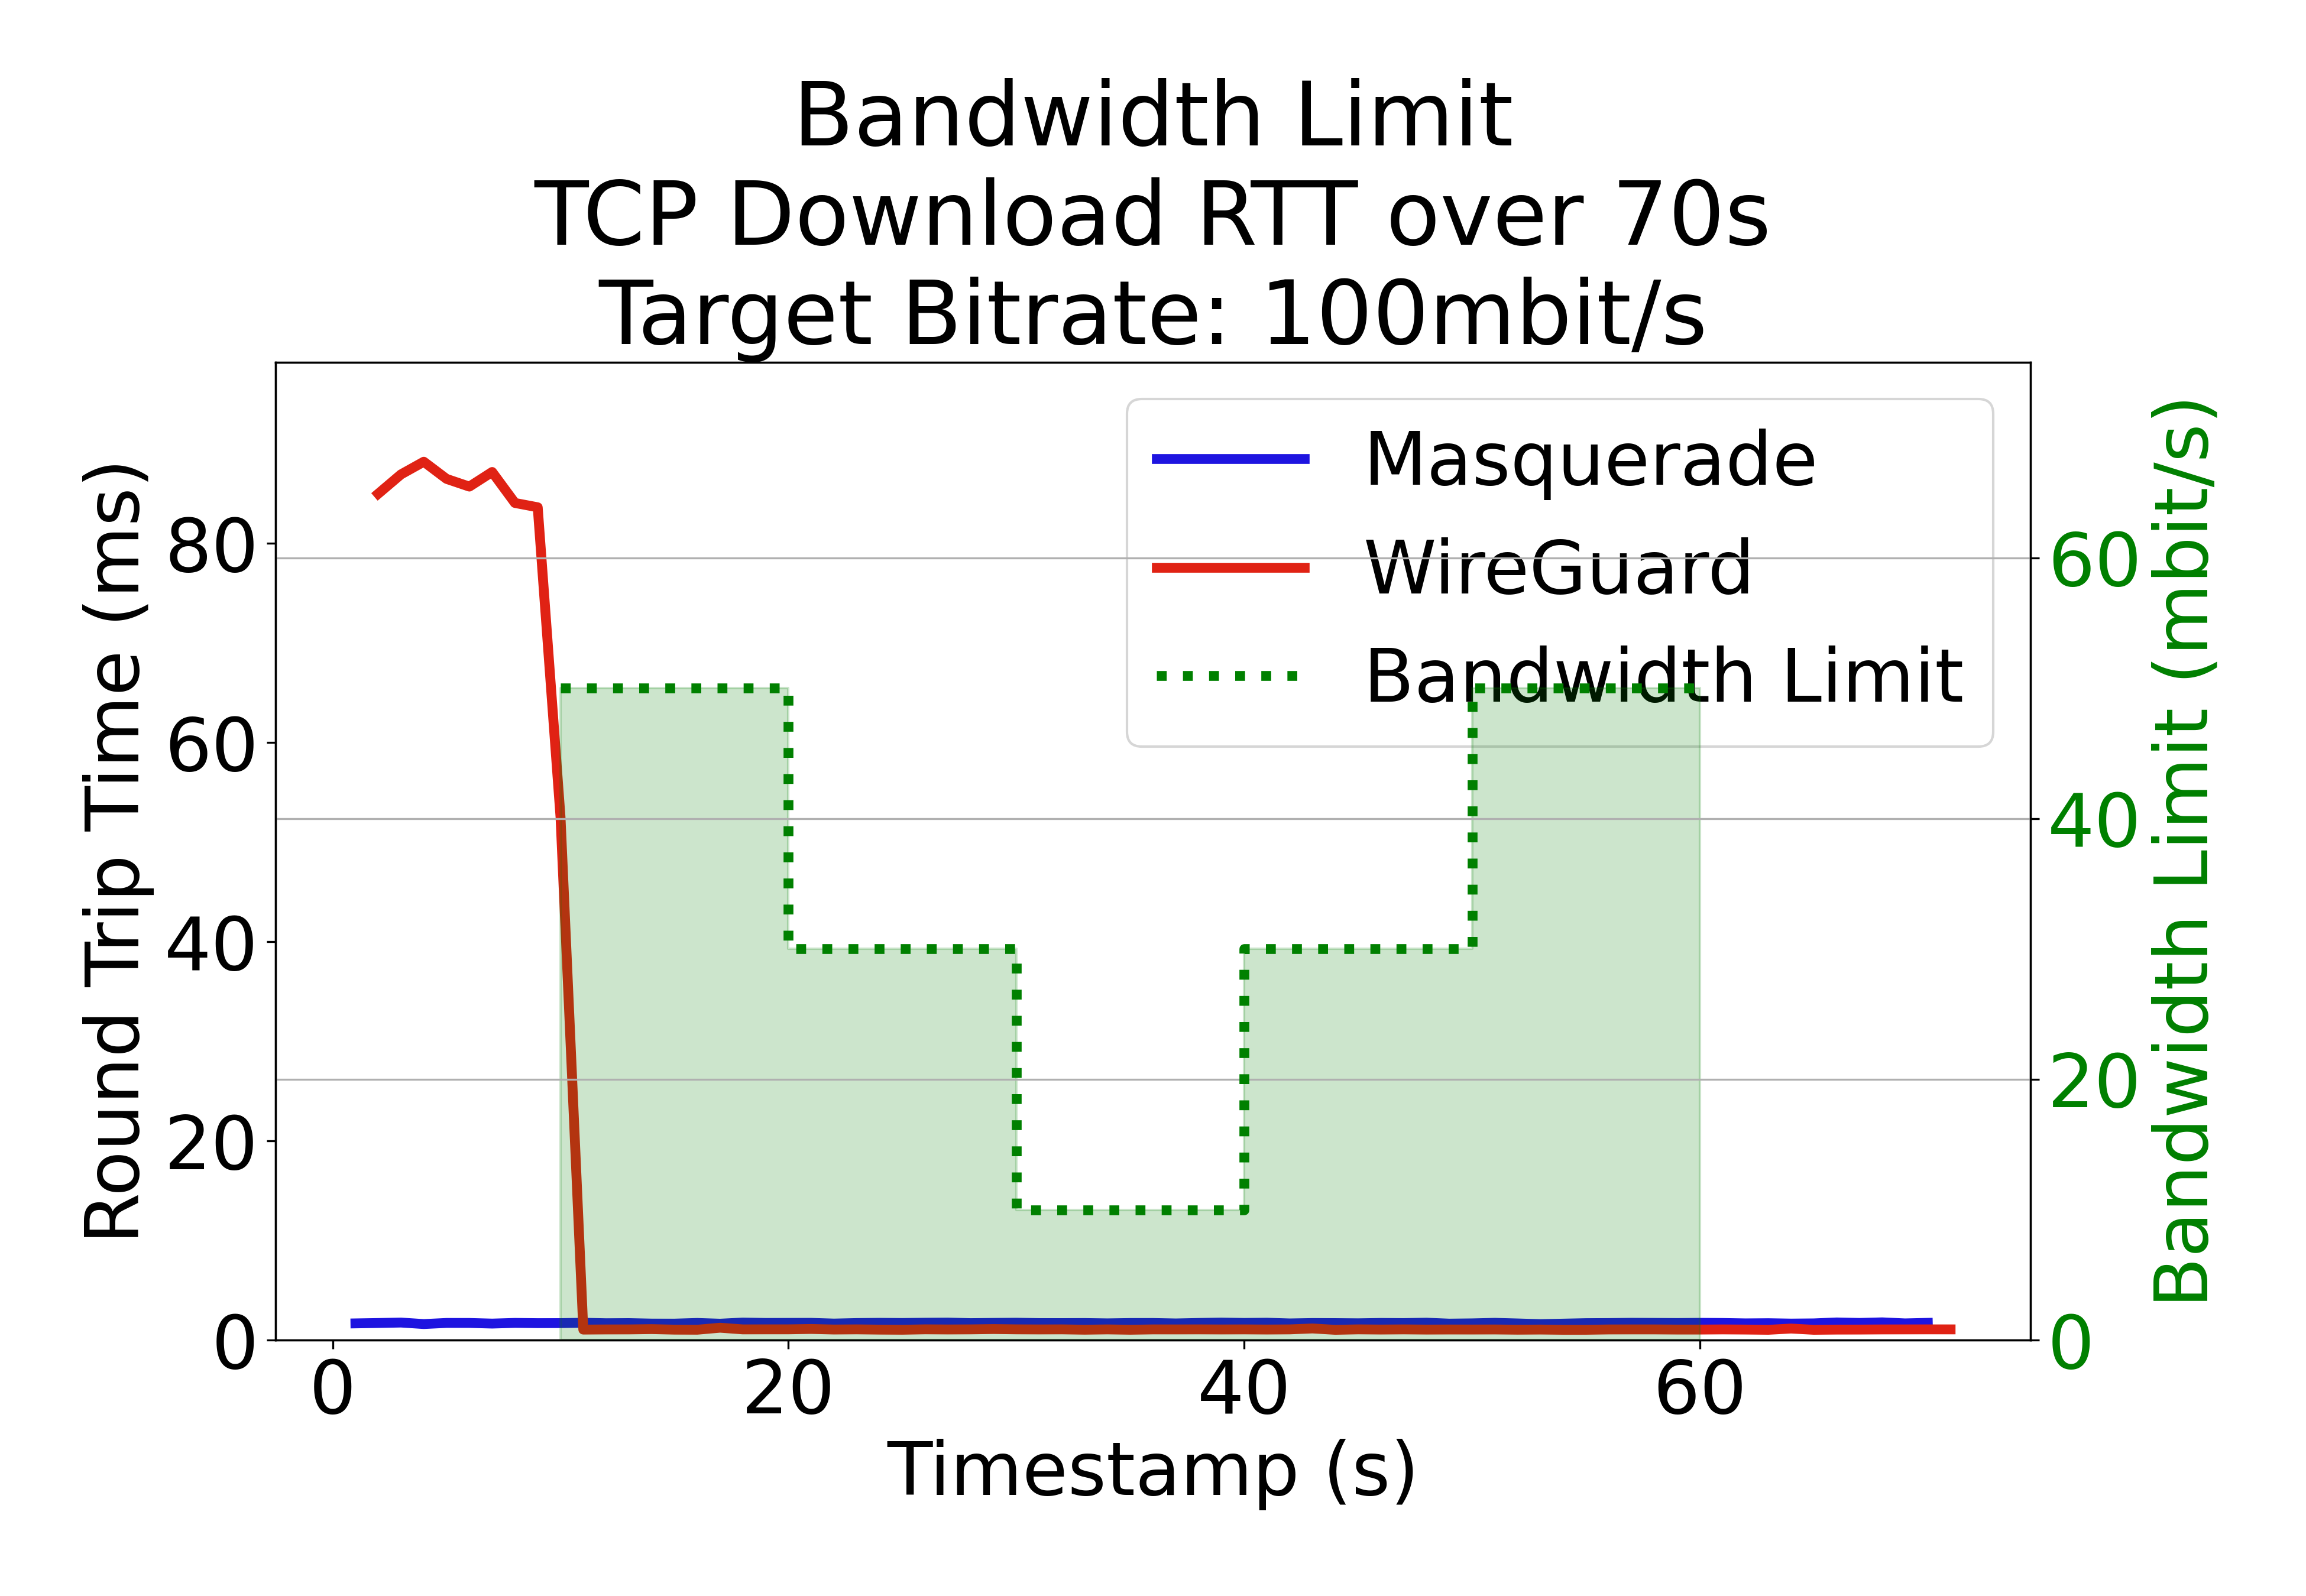 Bandwidth Limit
TCP Download RTT over 70s
Target Bitrate: 100mbit/s
Masquerade
WireGuard
Bandwidth Limit
Round Trip Time (ms)
80
60
40
20
0
60
40
20
0
Bandwidth Limit (mbit/s)
0
20
40
60
Timestamp (s)